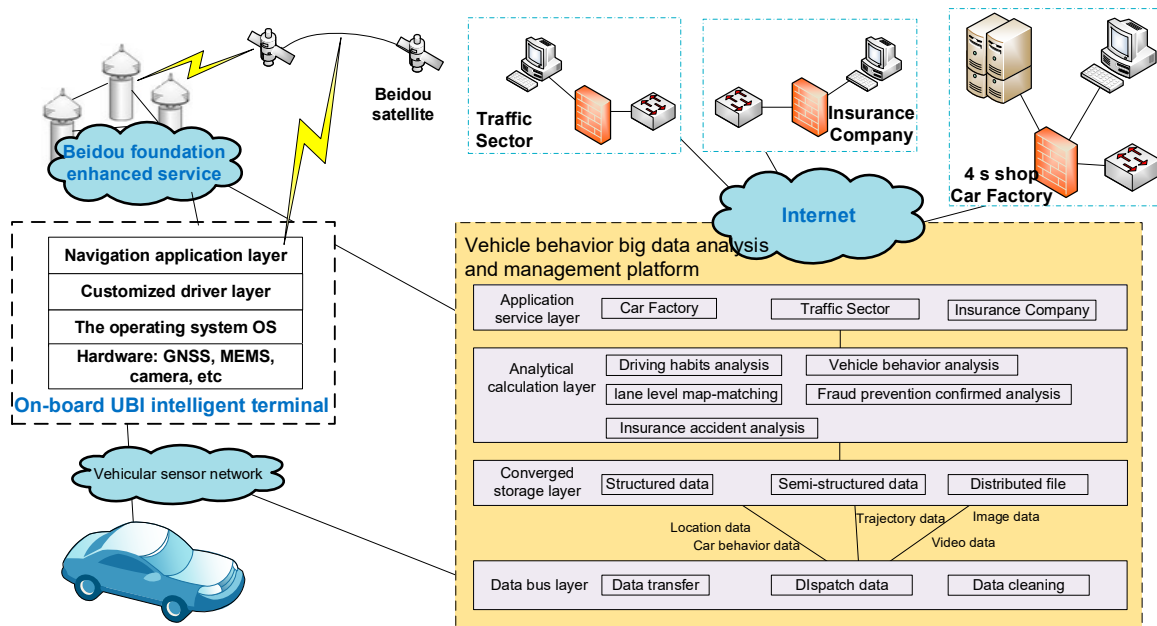 Beidou
satellite
Beidou foundation
enhanced service
Traffic
Sector
Insurance
Company
4 s shop
Car Factory
Internet
Navigation application layer
Customized driver layer
The operating system OS
Hardware: GNSS, MEMS,
camera, etc
On-board UBI intelligent terminal
Vehicular sensor network
Vehicle behavior big data analysis
and management platform
Application
service layer
Car Factory
Traffic Sector
Insurance Company
Analytical
calculation layer
Driving habits analysis
Vehicle behavior analysis
lane level map-matching
Fraud prevention confirmed analysis
Insurance accident analysis
Converged
storage layer
Structured data
Semi-structured data
Distributed file
Location data
Car behavior data
Trajectory data
Image data
Video data
Data bus layer
Data transfer
DIspatch data
Data cleaning